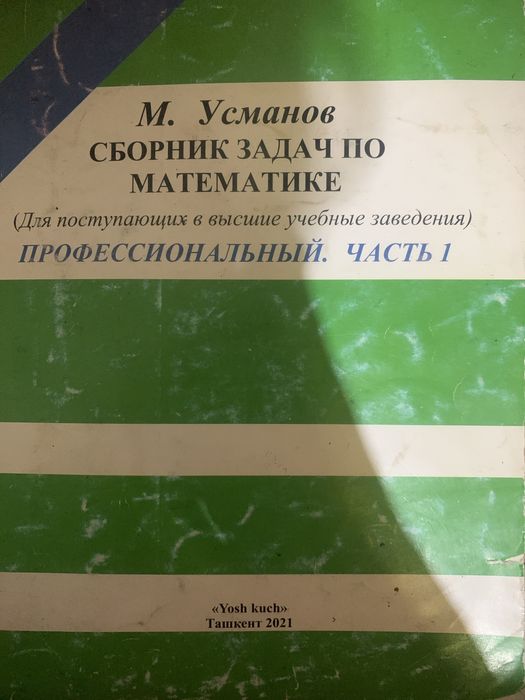 М. Усманов
СБОРНИК ЗАДАЧ ПО
МАТЕМАТИКЕ
(Для поступающих в высшие учебные заведения)
ПРОФЕССИОНАЛЬНЫЙ. ЧАСТЬ 1
«Yosh kuch»
Ташкент 2021